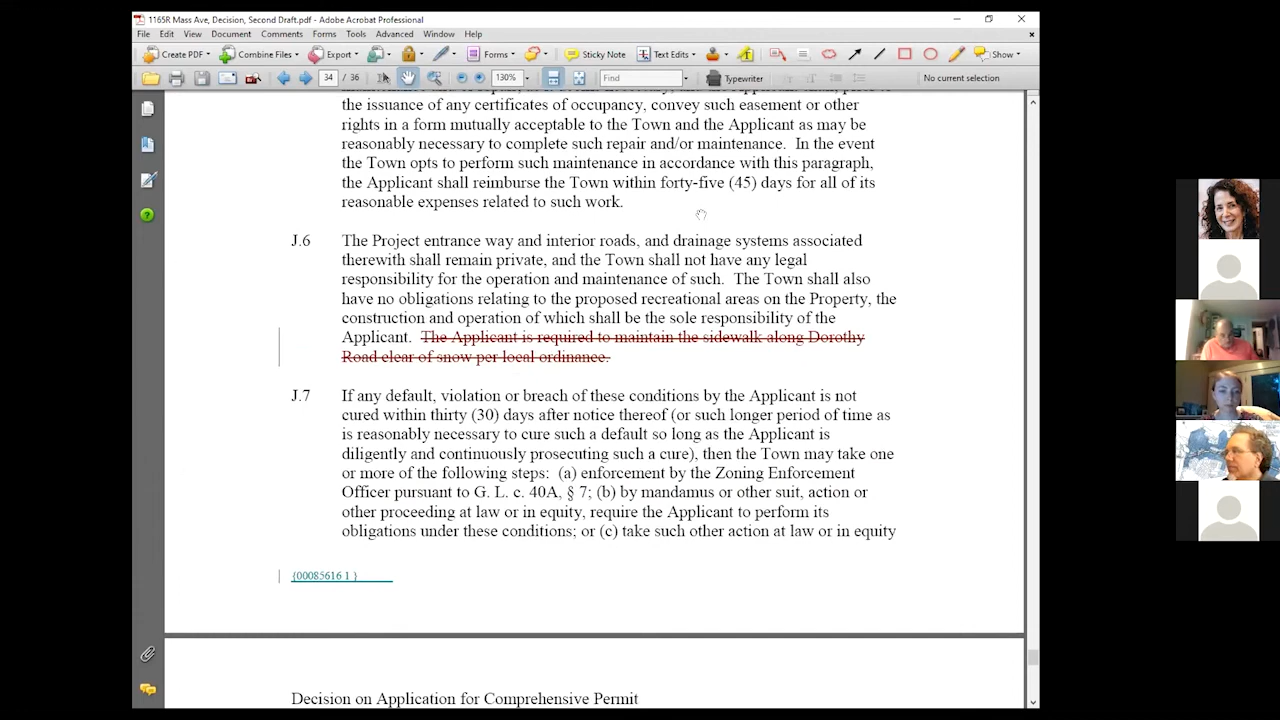 1165R Mass Ave, Decision, Second Draft.pdf - Adobe Acrobat Professional
File Edit View Document Comments Forms Tools Advanced Window Help
Create PDF Combine Files Export Forms Sticky Note Text Edits Show
34 / 36 130% Find Typewriter No current selection
the issuance of any certificates of occupancy, convey such easement or other
rights in a form mutually acceptable to the Town and the Applicant as may be
reasonably necessary to complete such repair and/or maintenance. In the event
the Town opts to perform such maintenance in accordance with this paragraph,
the Applicant shall reimburse the Town within forty-five (45) days for all of its
reasonable expenses related to such work.
J.6 The Project entrance way and interior roads, and drainage systems associated
therewith shall remain private, and the Town shall not have any legal
responsibility for the operation and maintenance of such. The Town shall also
have no obligations relating to the proposed recreational areas on the Property, the
construction and operation of which shall be the sole responsibility of the
Applicant. The Applicant is required to maintain the sidewalk along Dorothy
Road clear of snow per local ordinance.
J.7 If any default, violation or breach of these conditions by the Applicant is not
cured within thirty (30) days after notice thereof (or such longer period of time as
is reasonably necessary to cure such a default so long as the Applicant is
diligently and continuously prosecuting such a cure), then the Town may take one
or more of the following steps: (a) enforcement by the Zoning Enforcement
Officer pursuant to G. L. c. 40A, § 7; (b) by mandamus or other suit, action or
other proceeding at law or in equity, require the Applicant to perform its
obligations under these conditions; or (c) take such other action at law or in equity
{00085616 1 }
Decision on Application for Comprehensive Permit